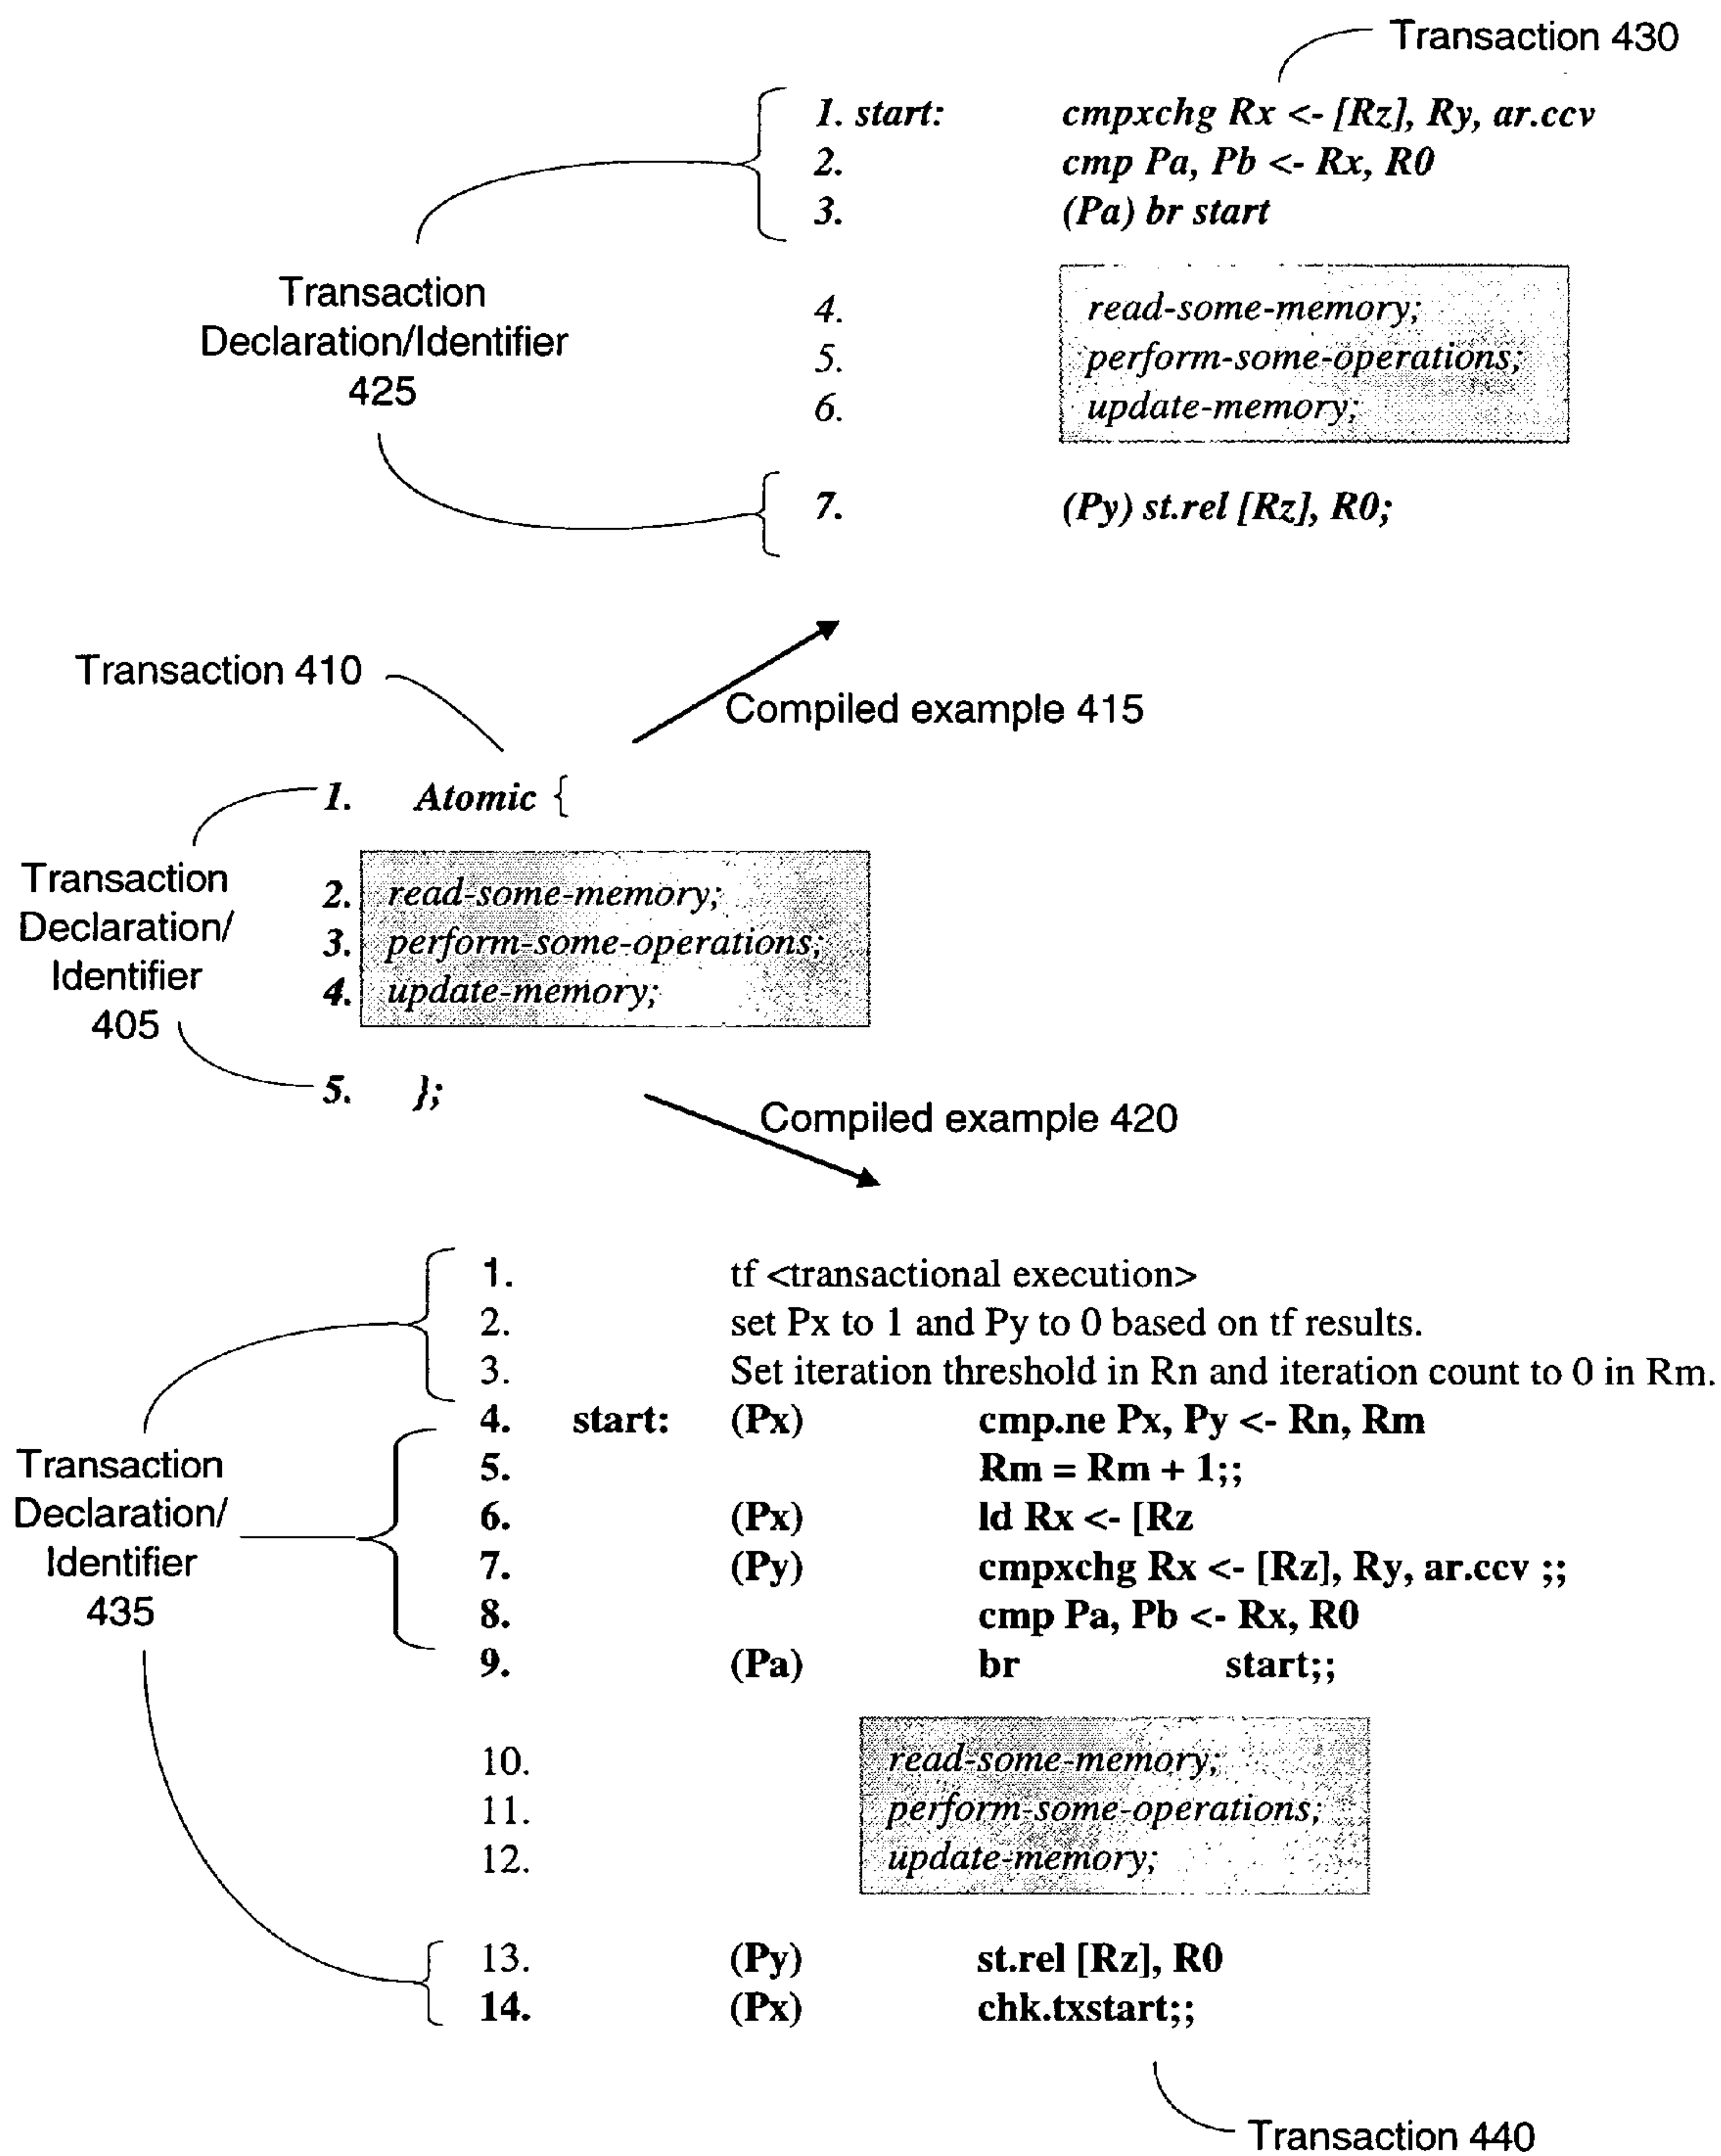 Transaction 430
1. start: cmpxchg Rx <- [Rz], Ry, ar.ccv
2. cmp Pa, Pb <- Rx, R0
3. (Pa) br start
Transaction
Declaration/Identifier
425
4. read-some-memory;
5. perform-some-operations;
6. update-memory;
7. (Py) st.rel [Rz], R0;
Transaction 410
Compiled example 415
1. Atomic {
Transaction
Declaration/
Identifier
405
2. read-some-memory;
3. perform-some-operations;
4. update-memory;
5. };
Compiled example 420
1. tf <transactional execution>
2. set Px to 1 and Py to 0 based on tf results.
3. Set iteration threshold in Rn and iteration count to 0 in Rm.
4. start: (Px) cmp.ne Px, Py <- Rn, Rm
5. Rm = Rm + 1;;
6. (Px) ld Rx <- [Rz
7. (Py) cmpxchg Rx <- [Rz], Ry, ar.ccv ;;
8. cmp Pa, Pb <- Rx, R0
9. (Pa) br start;;
Transaction
Declaration/
Identifier
435
10. read-some-memory;
11. perform-some-operations;
12. update-memory;
13. (Py) st.rel [Rz], R0
14. (Px) chk.txstart;;
Transaction 440